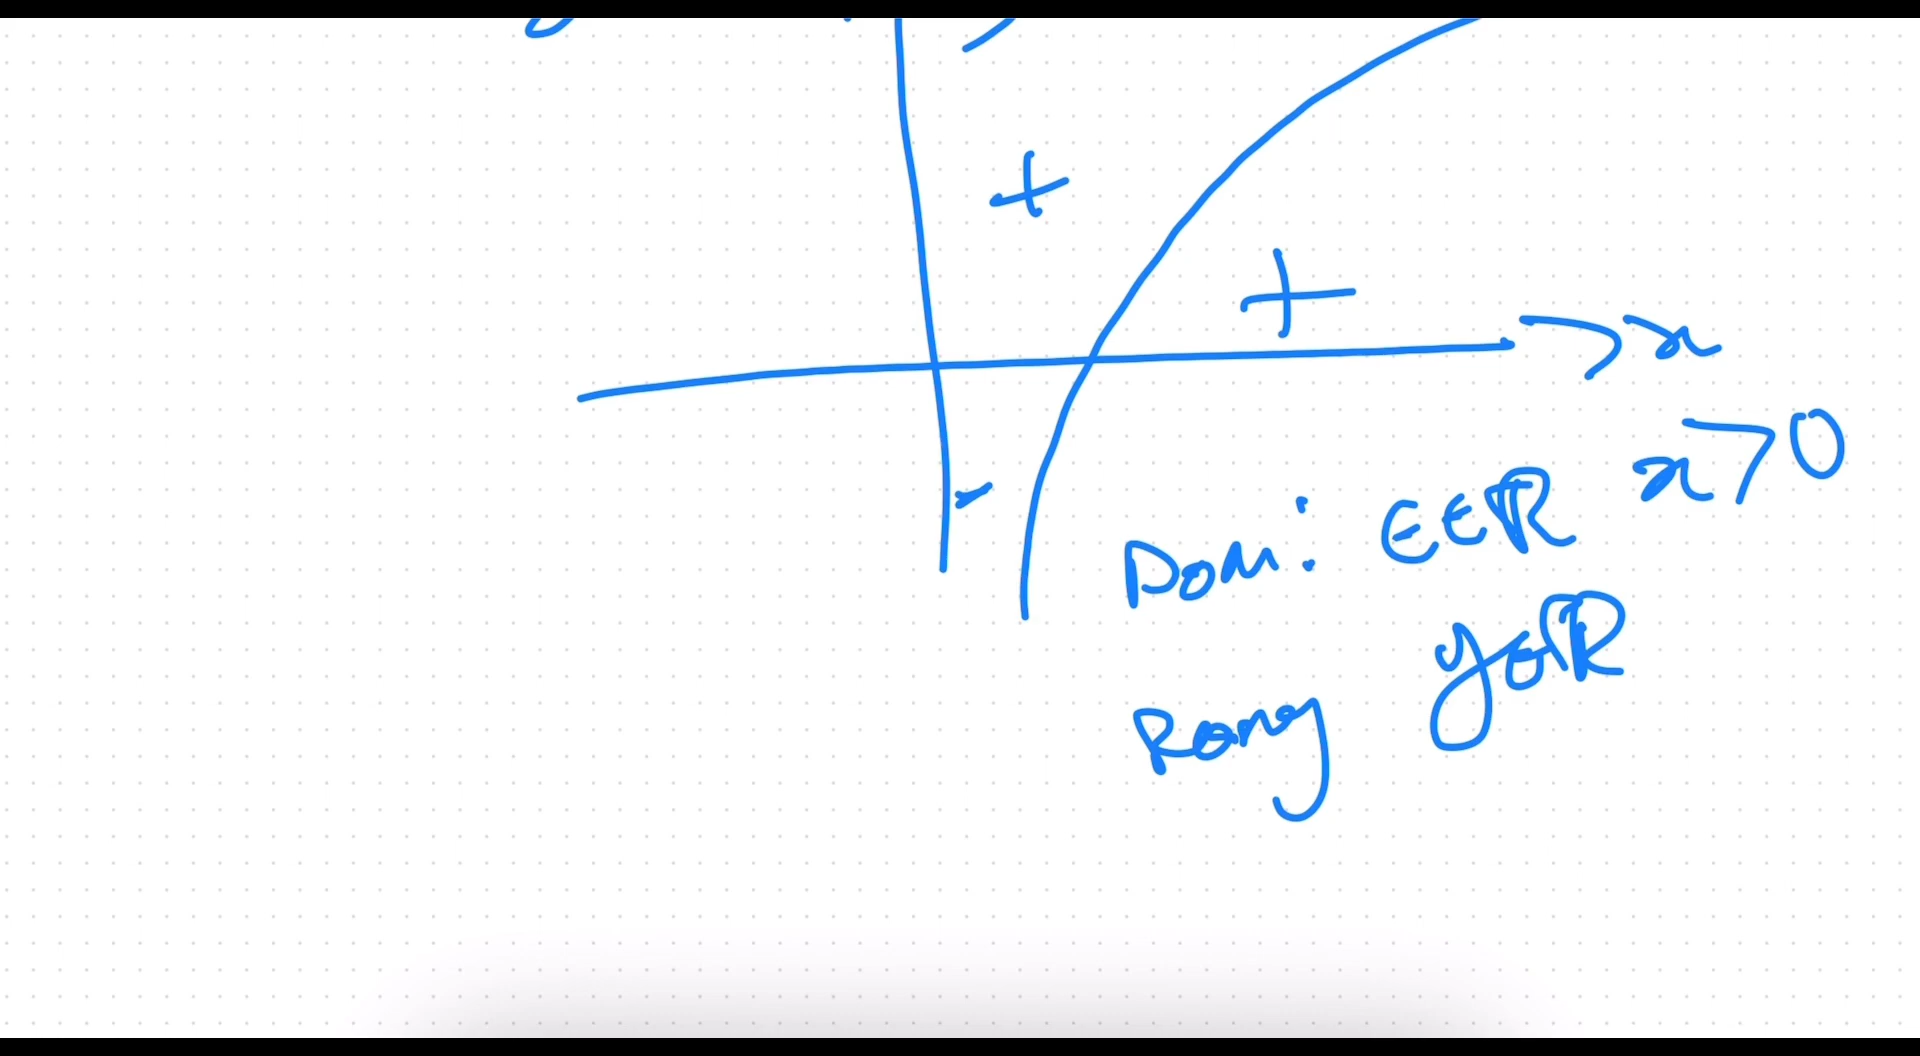 +
+
> x
-
Dom: E ∈ R x>0
Rang y ∈ R